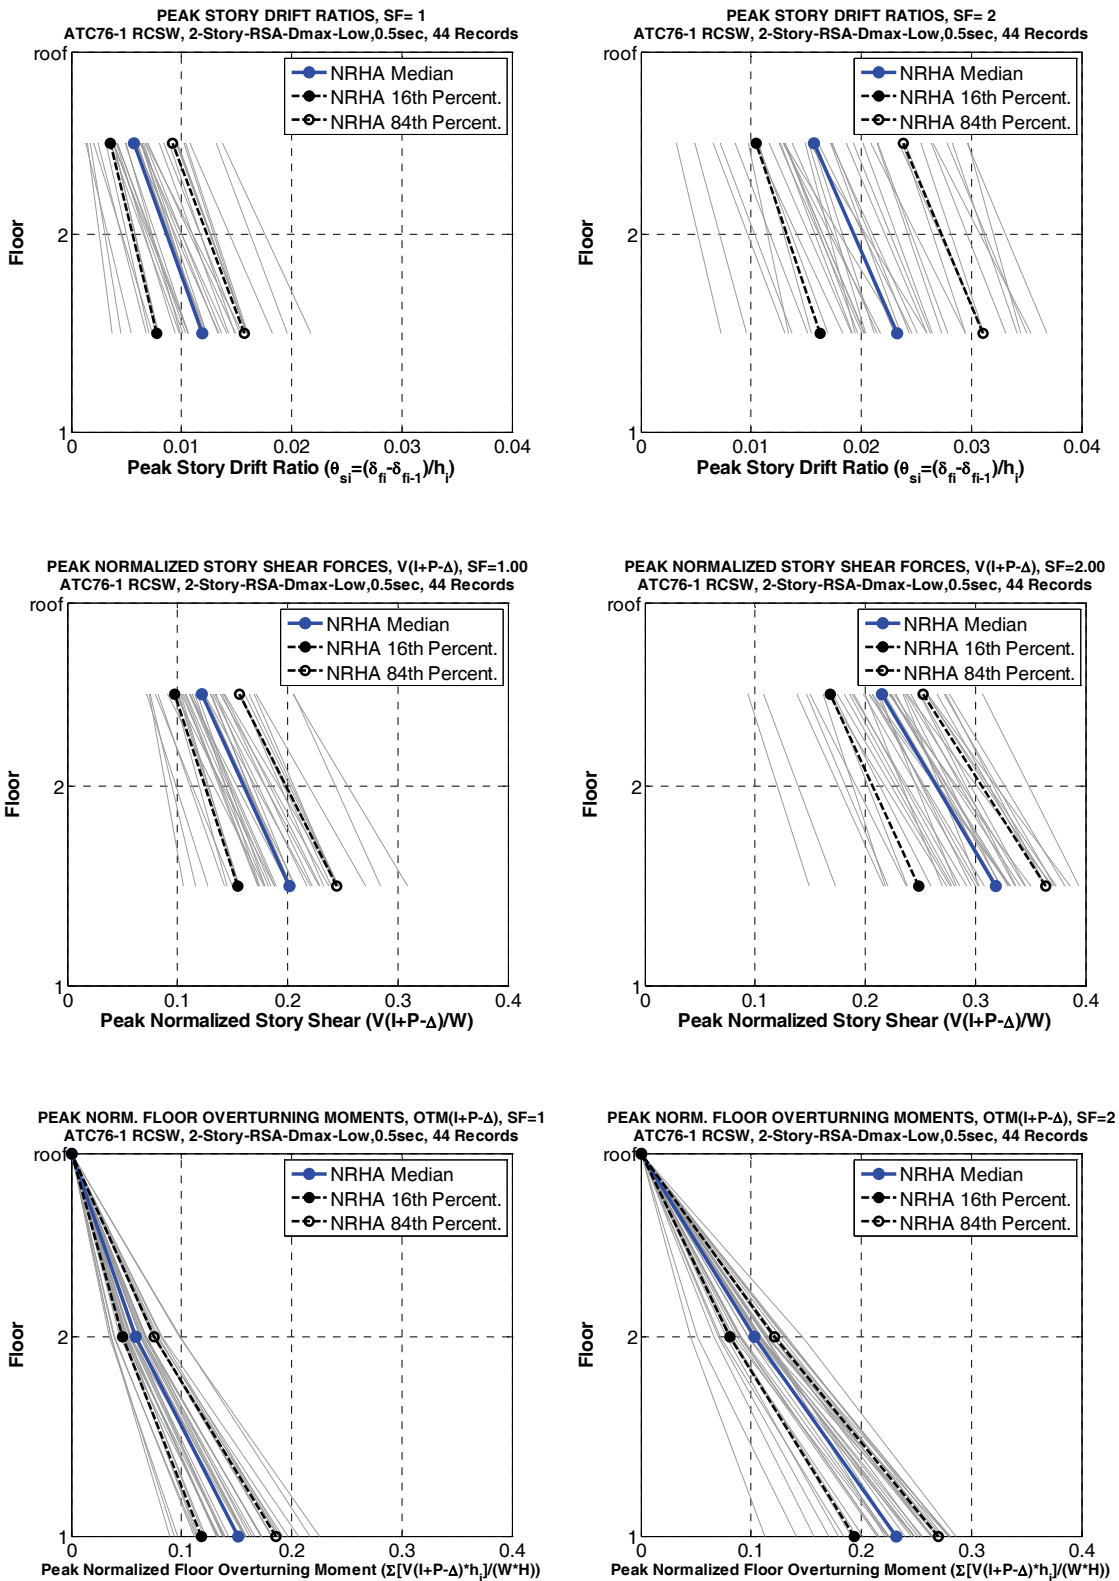 PEAK STORY DRIFT RATIOS, SF= 1
ATC76-1 RCSW, 2-Story-RSA-Dmax-Low,0.5sec, 44 Records
roof
NRHA Median
NRHA 16th Percent.
NRHA 84th Percent.
Floor
2
1
0 0.01 0.02 0.03 0.04
Peak Story Drift Ratio (θsi=(δfi-δfi-1)/hi)
PEAK STORY DRIFT RATIOS, SF= 2
ATC76-1 RCSW, 2-Story-RSA-Dmax-Low,0.5sec, 44 Records
roof
NRHA Median
NRHA 16th Percent.
NRHA 84th Percent.
Floor
2
1
0 0.01 0.02 0.03 0.04
Peak Story Drift Ratio (θsi=(δfi-δfi-1)/hi)
PEAK NORMALIZED STORY SHEAR FORCES, V(I+P-Δ), SF=1.00
ATC76-1 RCSW, 2-Story-RSA-Dmax-Low,0.5sec, 44 Records
roof
NRHA Median
NRHA 16th Percent.
NRHA 84th Percent.
Floor
2
1
0 0.1 0.2 0.3 0.4
Peak Normalized Story Shear (V(I+P-Δ)/W)
PEAK NORMALIZED STORY SHEAR FORCES, V(I+P-Δ), SF=2.00
ATC76-1 RCSW, 2-Story-RSA-Dmax-Low,0.5sec, 44 Records
roof
NRHA Median
NRHA 16th Percent.
NRHA 84th Percent.
Floor
2
1
0 0.1 0.2 0.3 0.4
Peak Normalized Story Shear (V(I+P-Δ)/W)
PEAK NORM. FLOOR OVERTURNING MOMENTS, OTM(I+P-Δ), SF=1
ATC76-1 RCSW, 2-Story-RSA-Dmax-Low,0.5sec, 44 Records
roof
NRHA Median
NRHA 16th Percent.
NRHA 84th Percent.
Floor
2
1
0 0.1 0.2 0.3 0.4
Peak Normalized Floor Overturning Moment (Σ[V(I+P-Δ)*hi]/(W*H))
PEAK NORM. FLOOR OVERTURNING MOMENTS, OTM(I+P-Δ), SF=2
ATC76-1 RCSW, 2-Story-RSA-Dmax-Low,0.5sec, 44 Records
roof
NRHA Median
NRHA 16th Percent.
NRHA 84th Percent.
Floor
2
1
0 0.1 0.2 0.3 0.4
Peak Normalized Floor Overturning Moment (Σ[V(I+P-Δ)*hi]/(W*H))